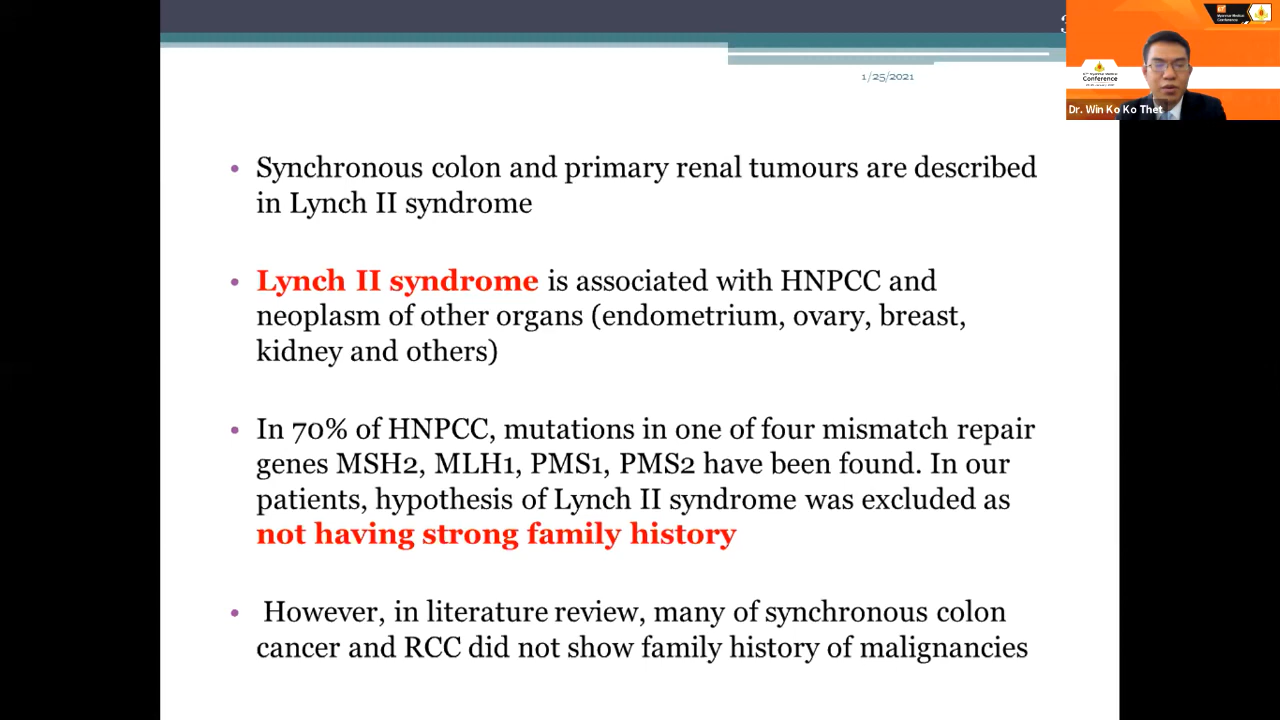 1/25/2021
Synchronous colon and primary renal tumours are described
in Lynch II syndrome
Lynch II syndrome is associated with HNPCC and
neoplasm of other organs (endometrium, ovary, breast,
kidney and others)
In 70% of HNPCC, mutations in one of four mismatch repair
genes MSH2, MLH1, PMS1, PMS2 have been found. In our
patients, hypothesis of Lynch II syndrome was excluded as
not having strong family history
However, in literature review, many of synchronous colon
cancer and RCC did not show family history of malignancies
Conference
Dr. Win Ko Ko Thet